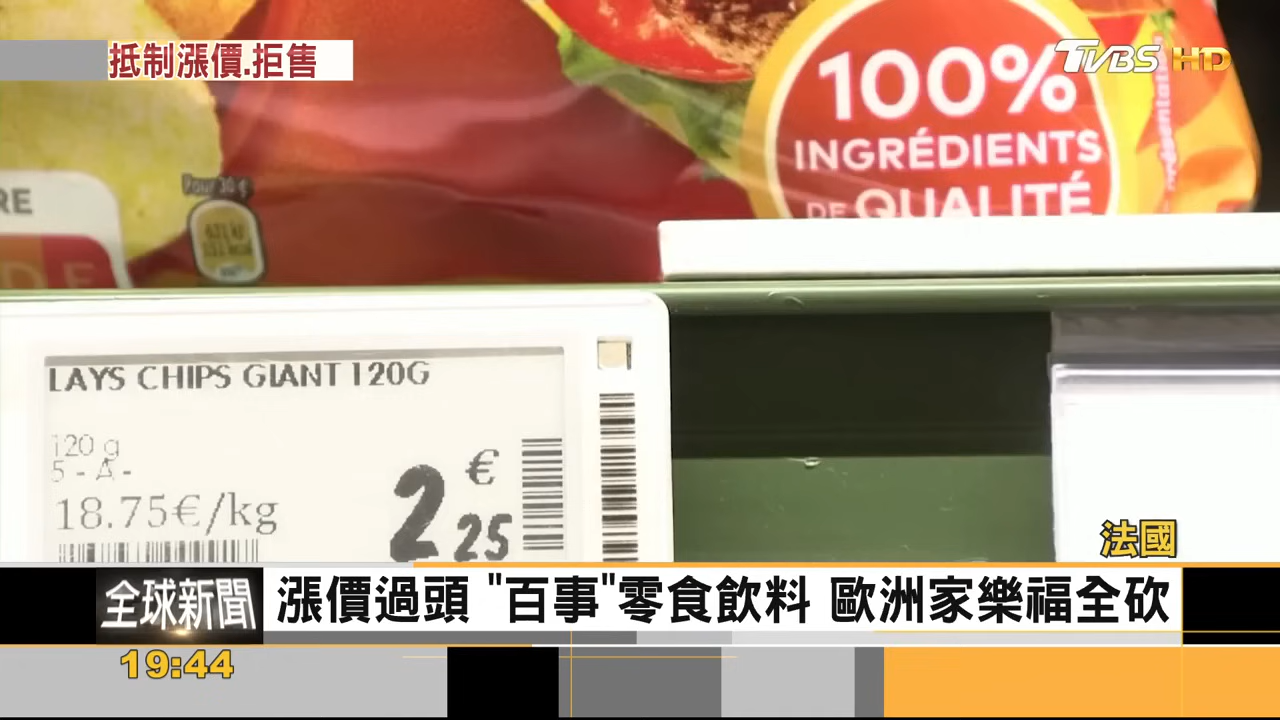 抵制漲價.拒售
TVBS HD
100%
INGRÉDIENTS
DE QUALITÉ
RE
Pour 30 g
D E
LAYS CHIPS GIANT 120G
120 g
5 - A -
18.75€/kg
2 €
25
法國
全球新聞
漲價過頭 "百事"零食飲料 歐洲家樂福全砍
19:44